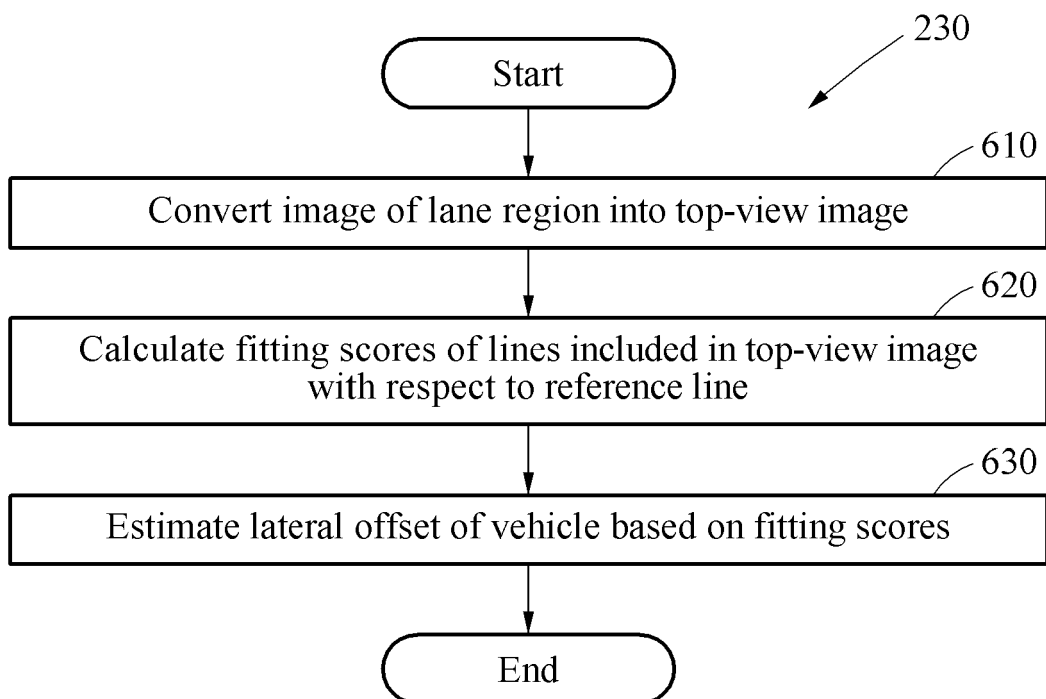 230
Start
610
Convert image of lane region into top-view image
620
Calculate fitting scores of lines included in top-view image
with respect to reference line
630
Estimate lateral offset of vehicle based on fitting scores
End